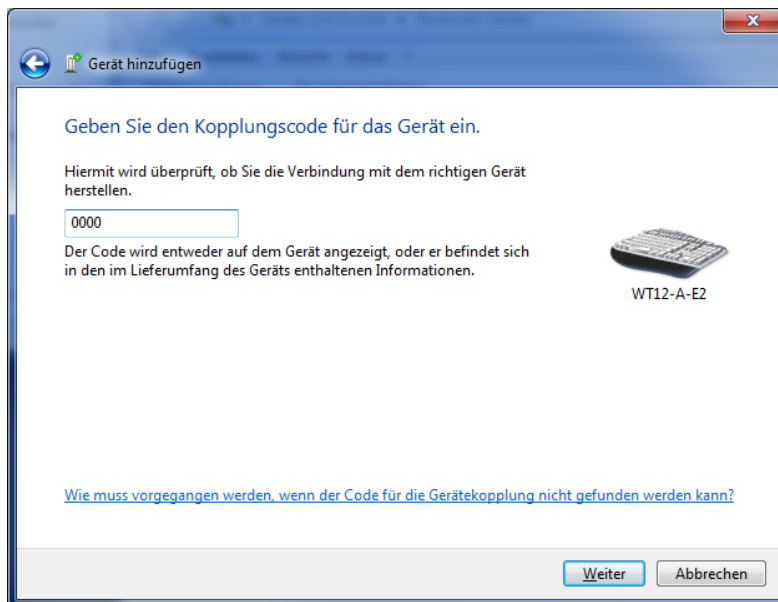 Gerät hinzufügen
Geben Sie den Kopplungscode für das Gerät ein.
Hiermit wird überprüft, ob Sie die Verbindung mit dem richtigen Gerät
herstellen.
0000
Der Code wird entweder auf dem Gerät angezeigt, oder er befindet sich
in den im Lieferumfang des Geräts enthaltenen Informationen.
WT12-A-E2
Wie muss vorgegangen werden, wenn der Code für die Gerätekopplung nicht gefunden werden kann?
Weiter
Abbrechen